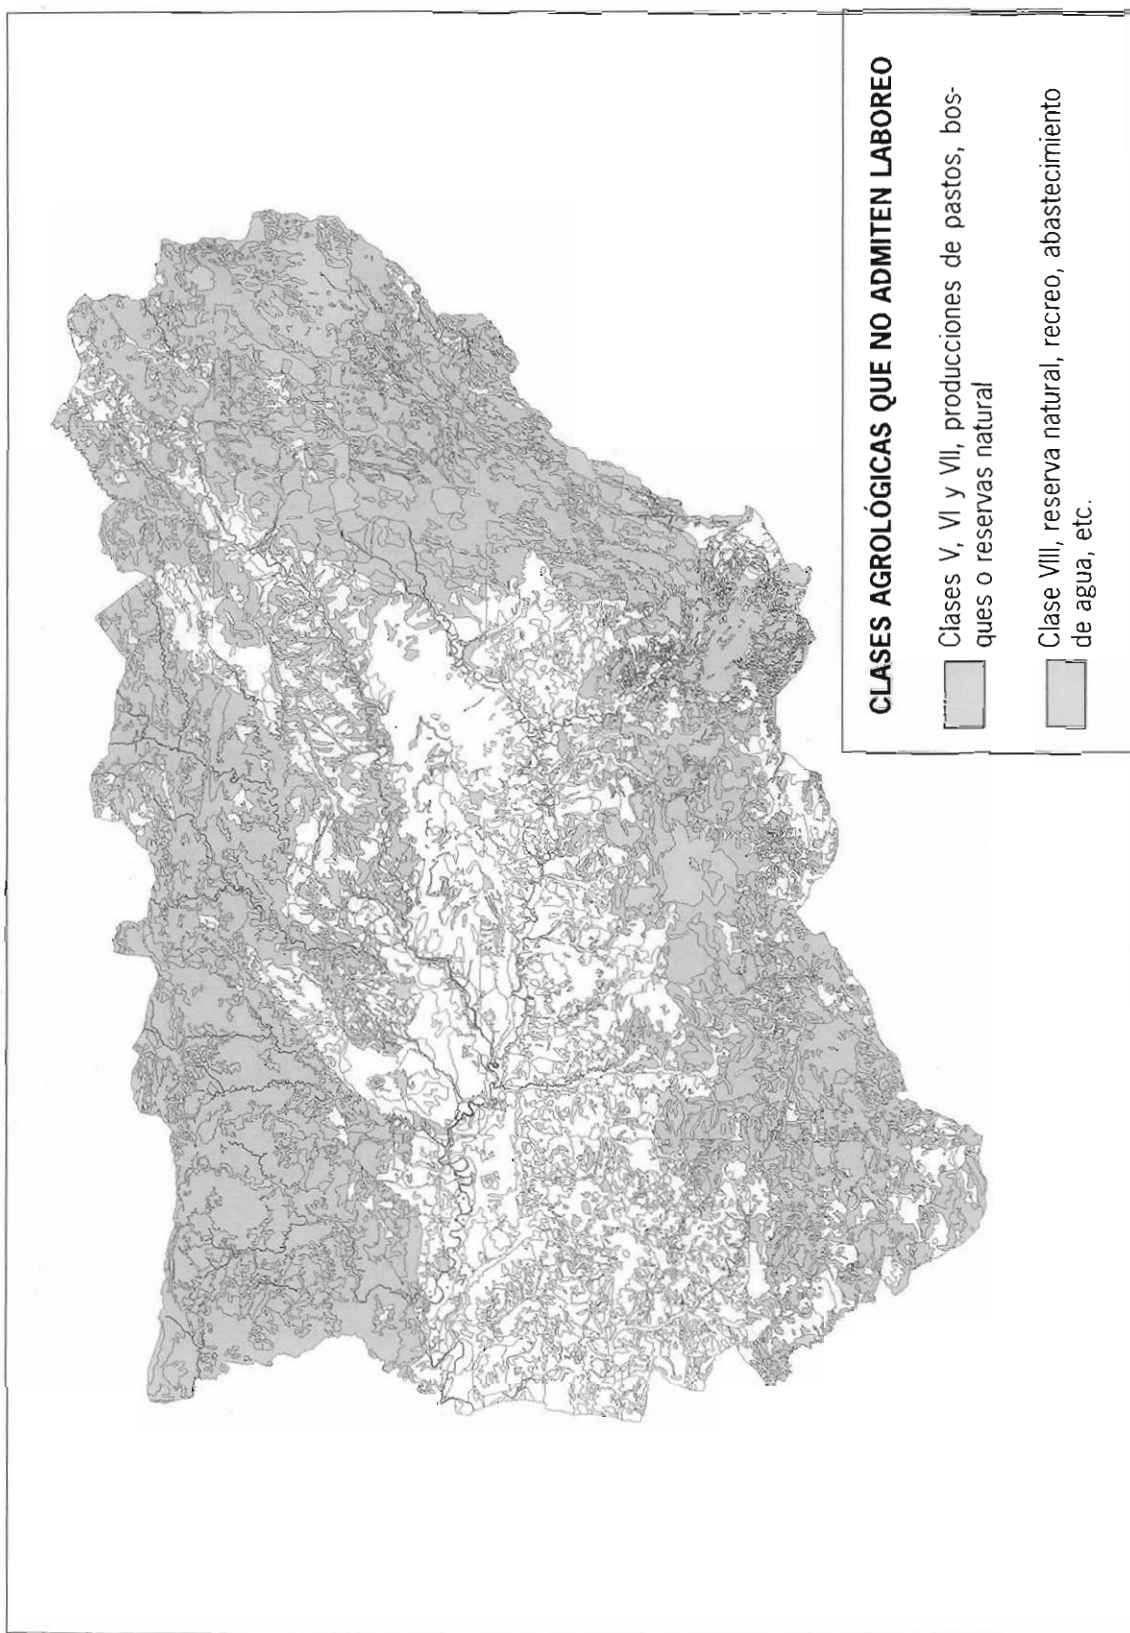 CLASES AGROLÓGICAS QUE NO ADMITEN LABOREO
Clases V, VI y VII, producciones de pastos, bos-
ques o reservas natural
Clase VIII, reserva natural, recreo, abastecimiento
de agua, etc.